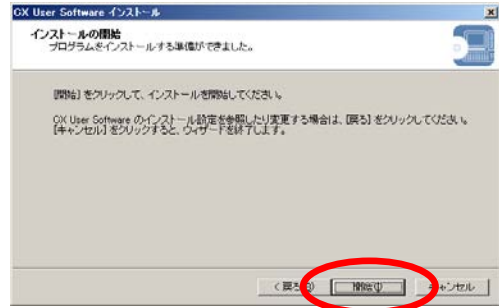 CX User Software インストール
インストールの開始
プログラムをインストールする準備ができました。
[開始] をクリックして、インストールを開始してください。
CX User Software のインストール設定を参照したり変更する場合は、[戻る] をクリックしてください。
[キャンセル] をクリックすると、ウィザードを終了します。
< 戻る(B) 開始(I) キャンセル